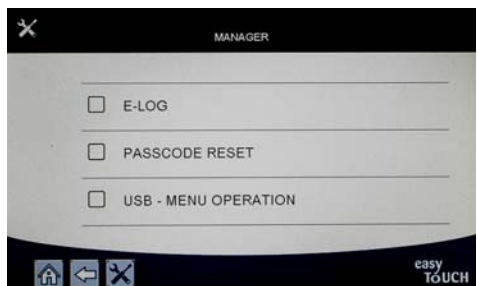 MANAGER
E-LOG
PASSCODE RESET
USB - MENU OPERATION
easy
TOUCH